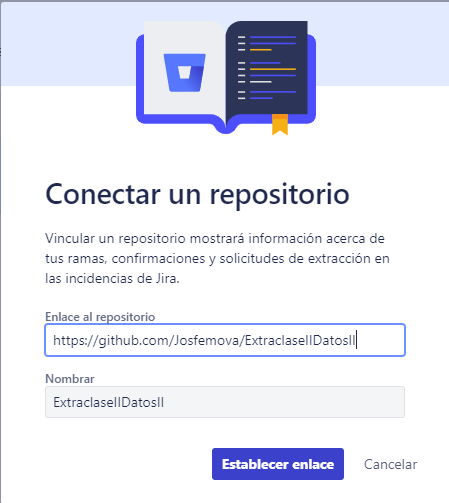 Conectar un repositorio
Vincular un repositorio mostrará información acerca de
tus ramas, confirmaciones y solicitudes de extracción en
las incidencias de Jira.
Enlace al repositorio
https://github.com/Josfemova/ExtraclaseIIDatosII
Nombrar
ExtraclaseIIDatosII
Establecer enlace Cancelar